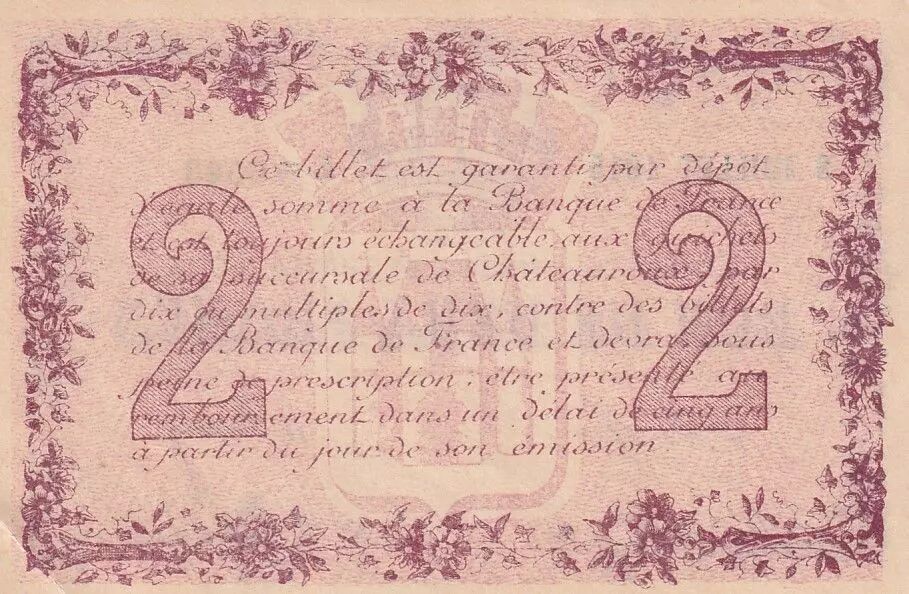 Ce billet est garanti par dépôt
d'égale somme à la Banque de France
et est toujours échangeable, aux guichets
de sa succursale de Châteauroux, par
dix ou multiples de dix, contre des billets
de la Banque de France et devra, sous
peine de prescription, être présenté au
remboursement dans un délai de cinq ans
à partir du jour de son émission.
2 2